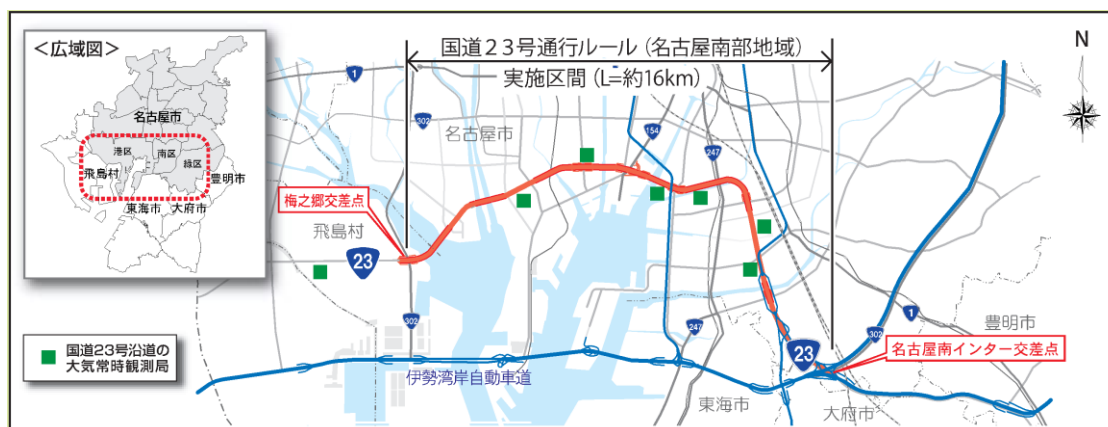 ＜広域図＞
名古屋市
港区
南区
緑区
飛島村
豊明市
東海市
大府市
国道23号沿道の
大気常時観測局
国道２３号通行ルール（名古屋南部地域）
実施区間（L=約16km）
N
1
302
名古屋市
154
247
梅之郷交差点
飛島村
23
302
247
1
豊明市
302
23
名古屋南インター交差点
伊勢湾岸自動車道
東海市
大府市